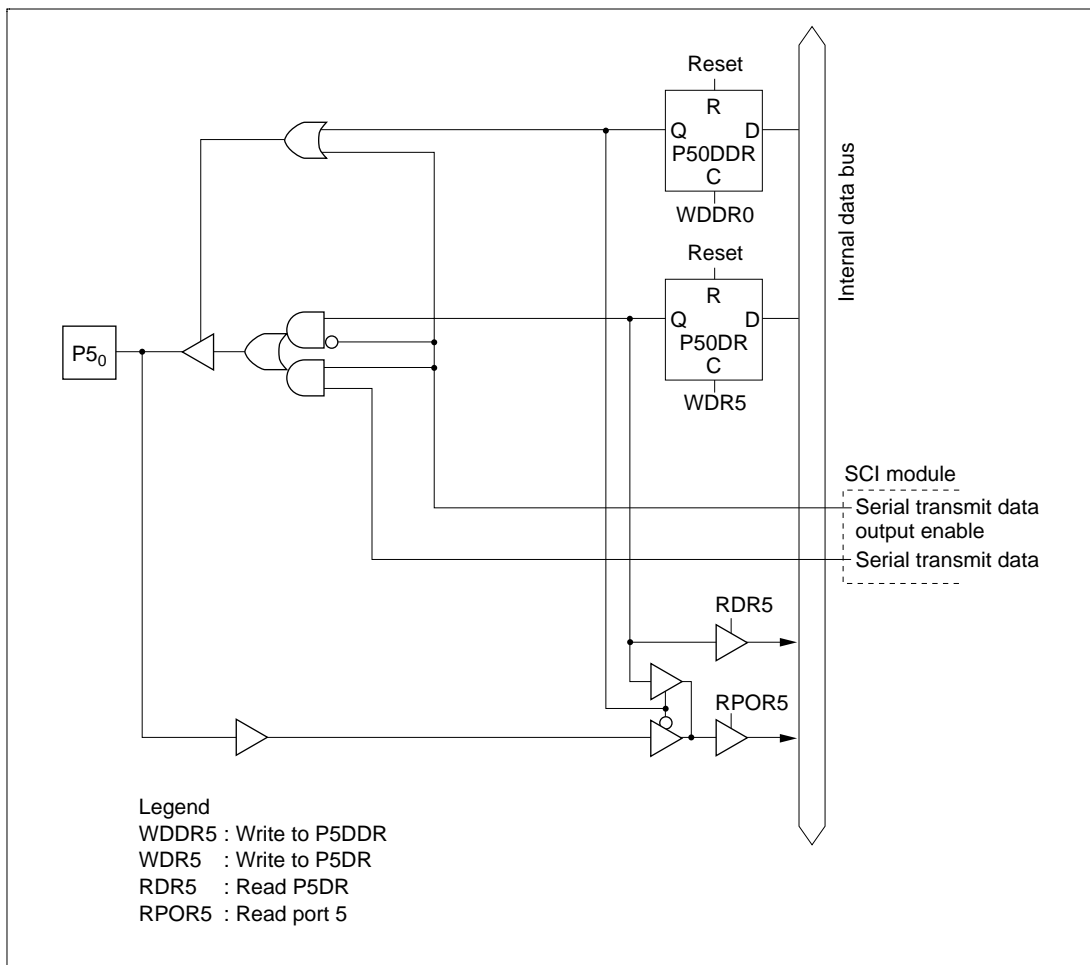 Reset
R
Q D
P50DDR
C
WDDR0
Reset
R
Q D
P50DR
C
WDR5
Internal data bus
P5₀
SCI module
Serial transmit data
output enable
Serial transmit data
RDR5
RPOR5
Legend
WDDR5 : Write to P5DDR
WDR5 : Write to P5DR
RDR5 : Read P5DR
RPOR5 : Read port 5